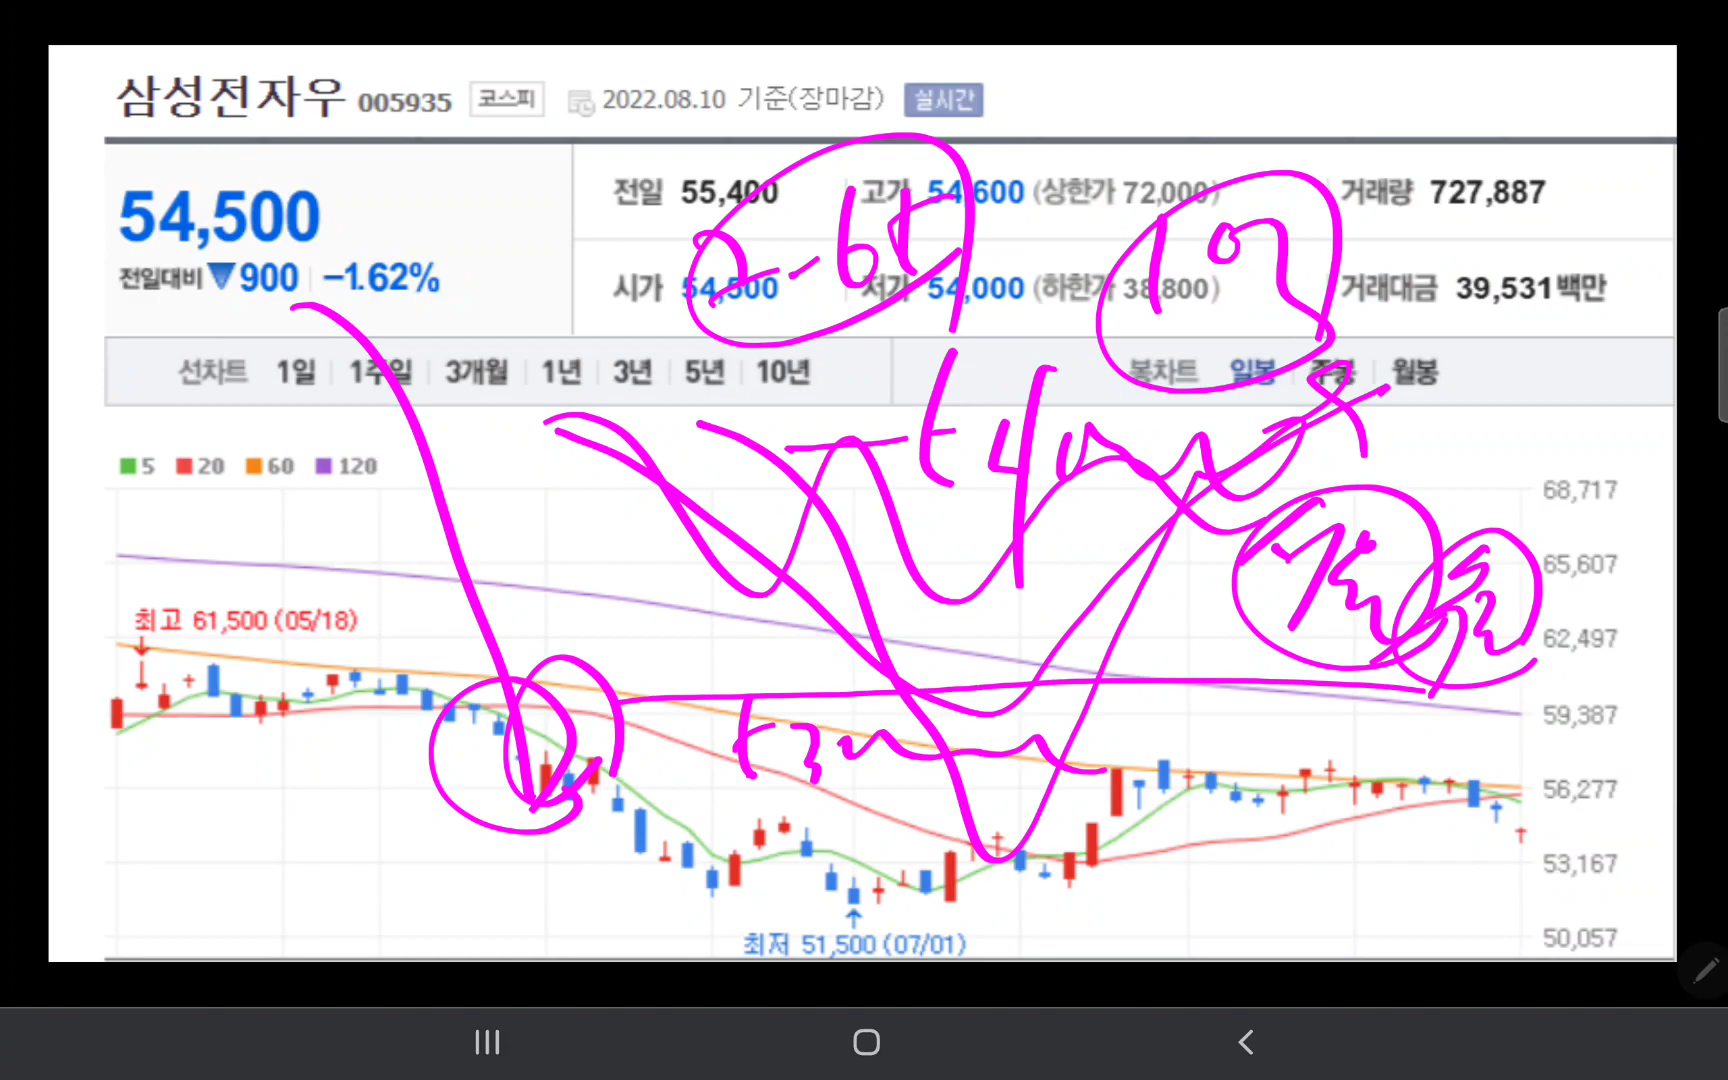 삼성전자우 005935 코스피 2022.08.10 기준(장마감) 실시간
54,500
전일대비 ▼900 -1.62%
전일 55,400 고가 54,600 (상한가 72,000) 거래량 727,887
시가 54,500 저가 54,000 (하한가 38,800) 거래대금 39,531 백만
선차트 1일 1주일 3개월 1년 3년 5년 10년 봉차트 일봉 주봉 월봉
5 20 60 120
68,717
65,607
최고 61,500 (05/18)
62,497
59,387
56,277
53,167
최저 51,500 (07/01)
50,057